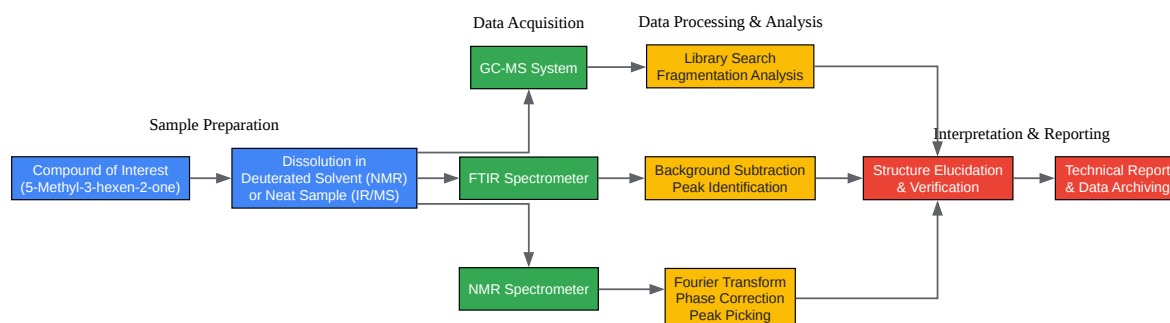 Data Acquisition
Data Processing & Analysis
GC-MS System
Library Search
Fragmentation Analysis
Sample Preparation
Interpretation & Reporting
Compound of Interest
(5-Methyl-3-hexen-2-one)
Dissolution in
Deuterated Solvent (NMR)
or Neat Sample (IR/MS)
FTIR Spectrometer
Background Subtraction
Peak Identification
Structure Elucidation
& Verification
Technical Report
& Data Archiving
NMR Spectrometer
Fourier Transform
Phase Correction
Peak Picking